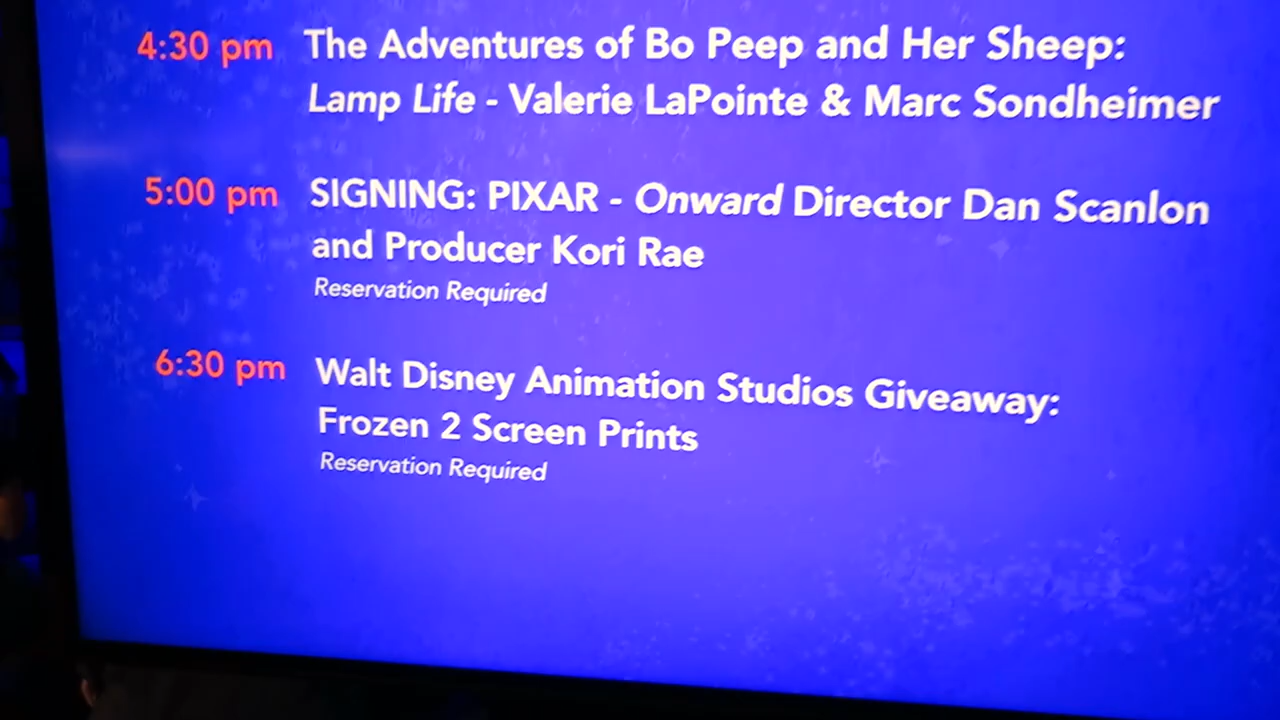 4:30 pm The Adventures of Bo Peep and Her Sheep:
Lamp Life - Valerie LaPointe & Marc Sondheimer
5:00 pm SIGNING: PIXAR - Onward Director Dan Scanlon
and Producer Kori Rae
Reservation Required
6:30 pm Walt Disney Animation Studios Giveaway:
Frozen 2 Screen Prints
Reservation Required